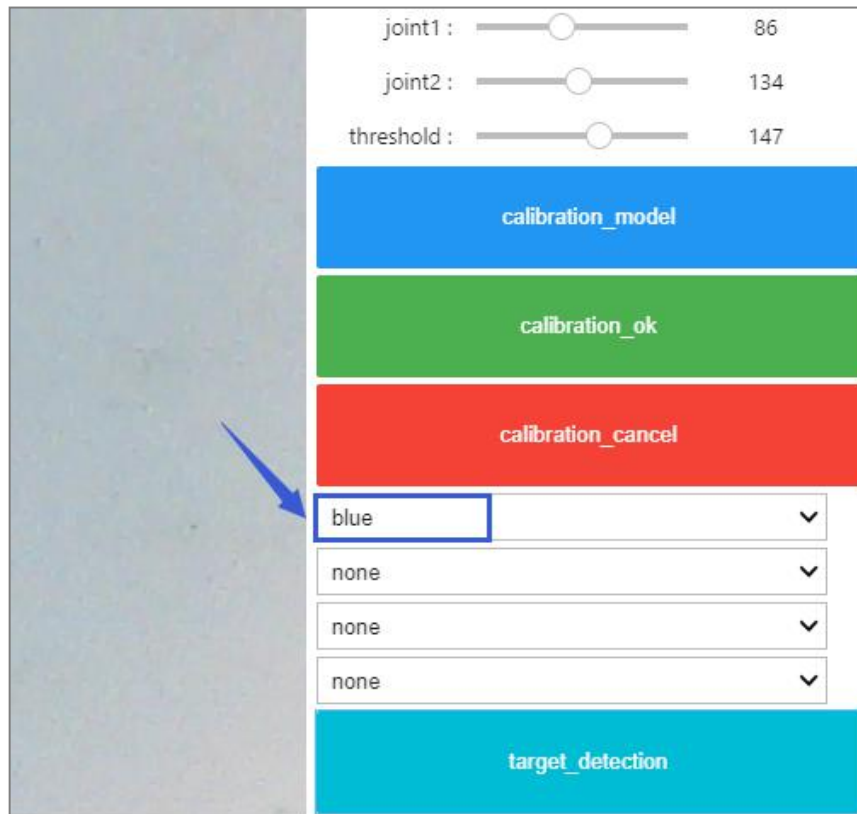 joint1 : 86
joint2 : 134
threshold : 147
calibration_model
calibration_ok
calibration_cancel
blue
none
none
none
target_detection